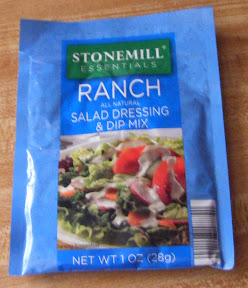 STONEMILL
ESSENTIALS
RANCH
ALL NATURAL
SALAD DRESSING
& DIP MIX
NET WT 1 OZ (28g)